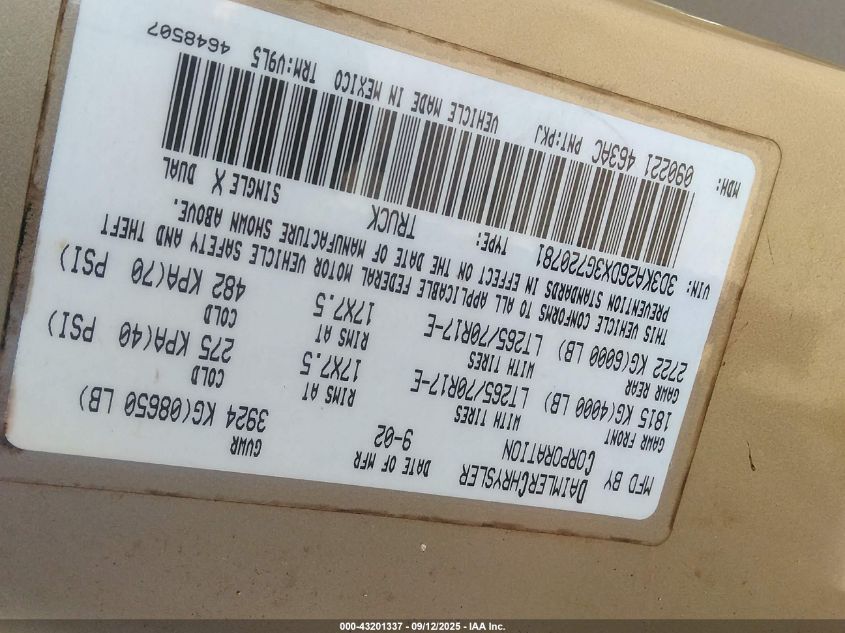 MFD BY DAIMLERCHRYSLER CORPORATION DATE OF MFR 9-02 GVWR 3924 KG(08650 LB)
GAWR FRONT WITH TIRES RIMS AT COLD
1815 KG(4000 LB) LT265/70R17-E 17X7.5 275 KPA(40 PSI)
GAWR REAR WITH TIRES RIMS AT COLD
2722 KG(6000 LB) LT265/70R17-E 17X7.5 482 KPA(70 PSI)
THIS VEHICLE CONFORMS TO ALL APPLICABLE FEDERAL MOTOR VEHICLE SAFETY AND THEFT
PREVENTION STANDARDS IN EFFECT ON THE DATE OF MANUFACTURE SHOWN ABOVE.
VIN: 3D3KA26DX3G720781 TYPE: TRUCK SINGLE X DUAL
MDH: 090221 463AC PNT:PKJ VEHICLE MADE IN MEXICO TRM:V9L5 4648507
000-43201337 - 09/12/2025 - IAA Inc.